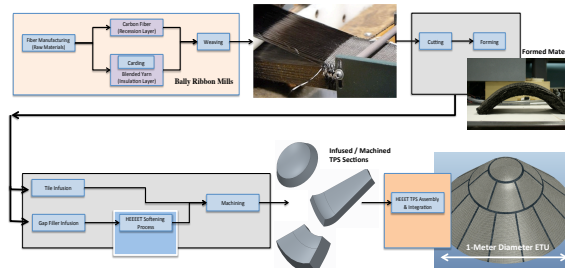 Fiber Manufacturing
(Raw Materials)
Carbon Fiber
(Recession Layer)
Carding
Blended Yarn
(Insulation Layer)
Weaving
Bally Ribbon Mills
Cutting
Forming
Formed Mate
Tile Infusion
Gap Filler Infusion
HEEET Softening
Process
Machining
Infused / Machined
TPS Sections
HEEET TPS Assembly
& Integration
1-Meter Diameter ETU